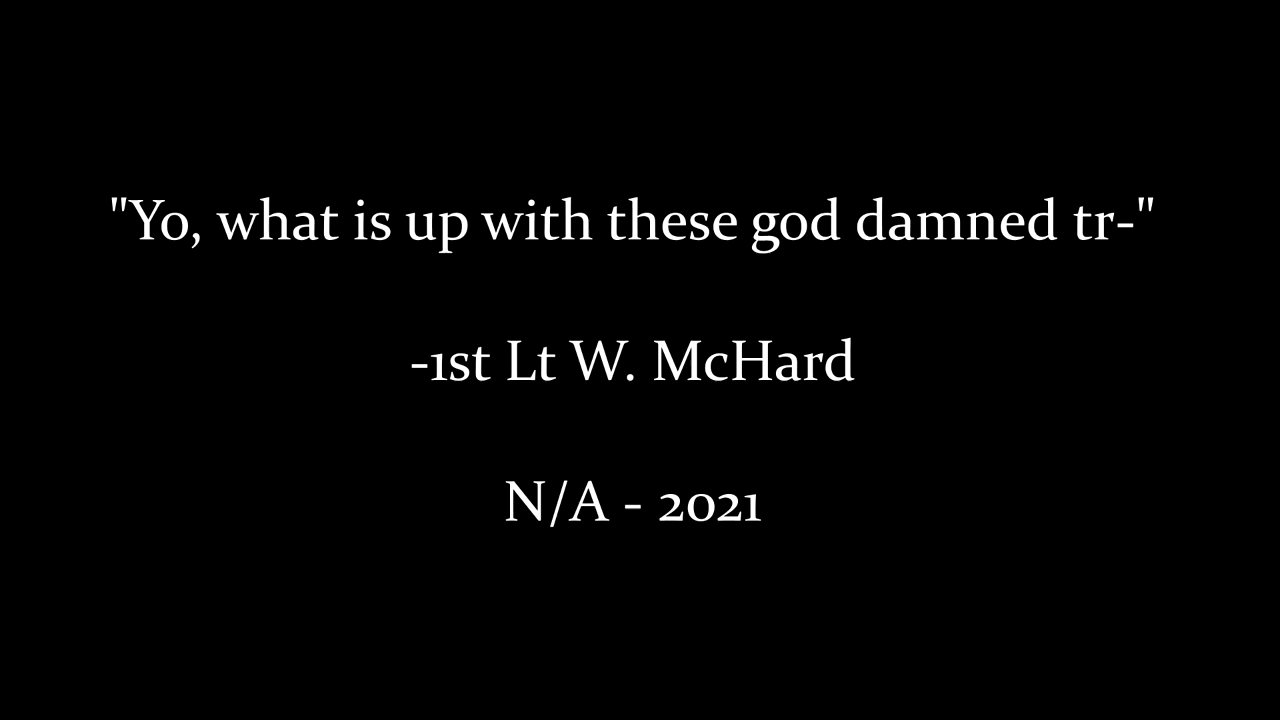 "Yo, what is up with these god damned tr-"
-1st Lt W. McHard
N/A - 2021